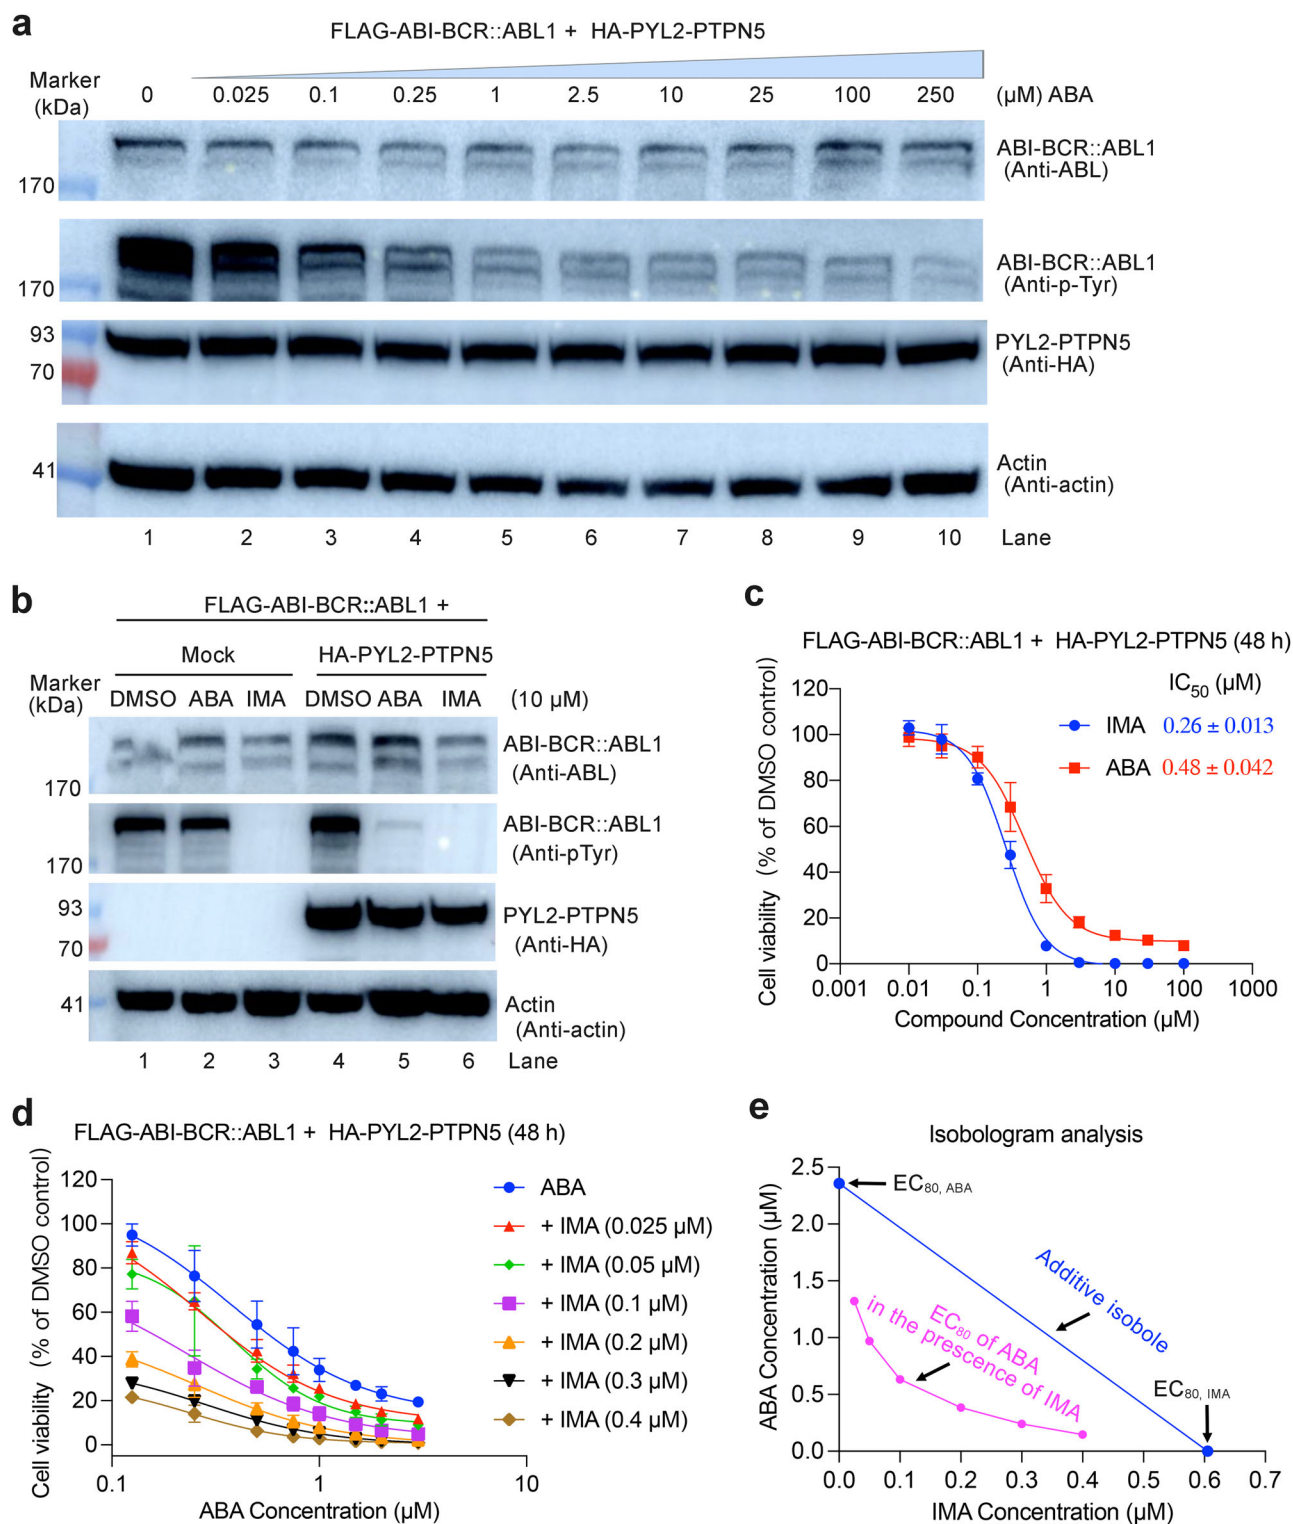 a
FLAG-ABI-BCR::ABL1 + HA-PYL2-PTPN5
Marker
(kDa)
0 0.025 0.1 0.25 1 2.5 10 25 100 250 (µM) ABA
ABI-BCR::ABL1
(Anti-ABL)
170
ABI-BCR::ABL1
(Anti-p-Tyr)
170
93
PYL2-PTPN5
(Anti-HA)
70
Actin
41
(Anti-actin)
1 2 3 4 5 6 7 8 9 10 Lane
b
FLAG-ABI-BCR::ABL1 +
Mock HA-PYL2-PTPN5
Marker
(kDa)
DMSO ABA IMA DMSO ABA IMA (10 µM)
ABI-BCR::ABL1
(Anti-ABL)
170
ABI-BCR::ABL1
(Anti-pTyr)
170
93
PYL2-PTPN5
(Anti-HA)
70
41
Actin
(Anti-actin)
1 2 3 4 5 6 Lane
c
FLAG-ABI-BCR::ABL1 + HA-PYL2-PTPN5 (48 h)
IC50 (µM)
IMA 0.26 ± 0.013
ABA 0.48 ± 0.042
Cell viability (% of DMSO control)
120
100
80
60
40
20
0
0.001 0.01 0.1 1 10 100 1000
Compound Concentration (µM)
d
FLAG-ABI-BCR::ABL1 + HA-PYL2-PTPN5 (48 h)
Cell viability (% of DMSO control)
120
100
80
60
40
20
0
0.1 1 10
ABA Concentration (µM)
ABA
+ IMA (0.025 µM)
+ IMA (0.05 µM)
+ IMA (0.1 µM)
+ IMA (0.2 µM)
+ IMA (0.3 µM)
+ IMA (0.4 µM)
e
Isobologram analysis
ABA Concentration (µM)
2.5
2.0
1.5
1.0
0.5
0.0
EC80, ABA
Additive isobole
EC80 of ABA
in the prescence of IMA
EC80, IMA
0.0 0.1 0.2 0.3 0.4 0.5 0.6 0.7
IMA Concentration (µM)